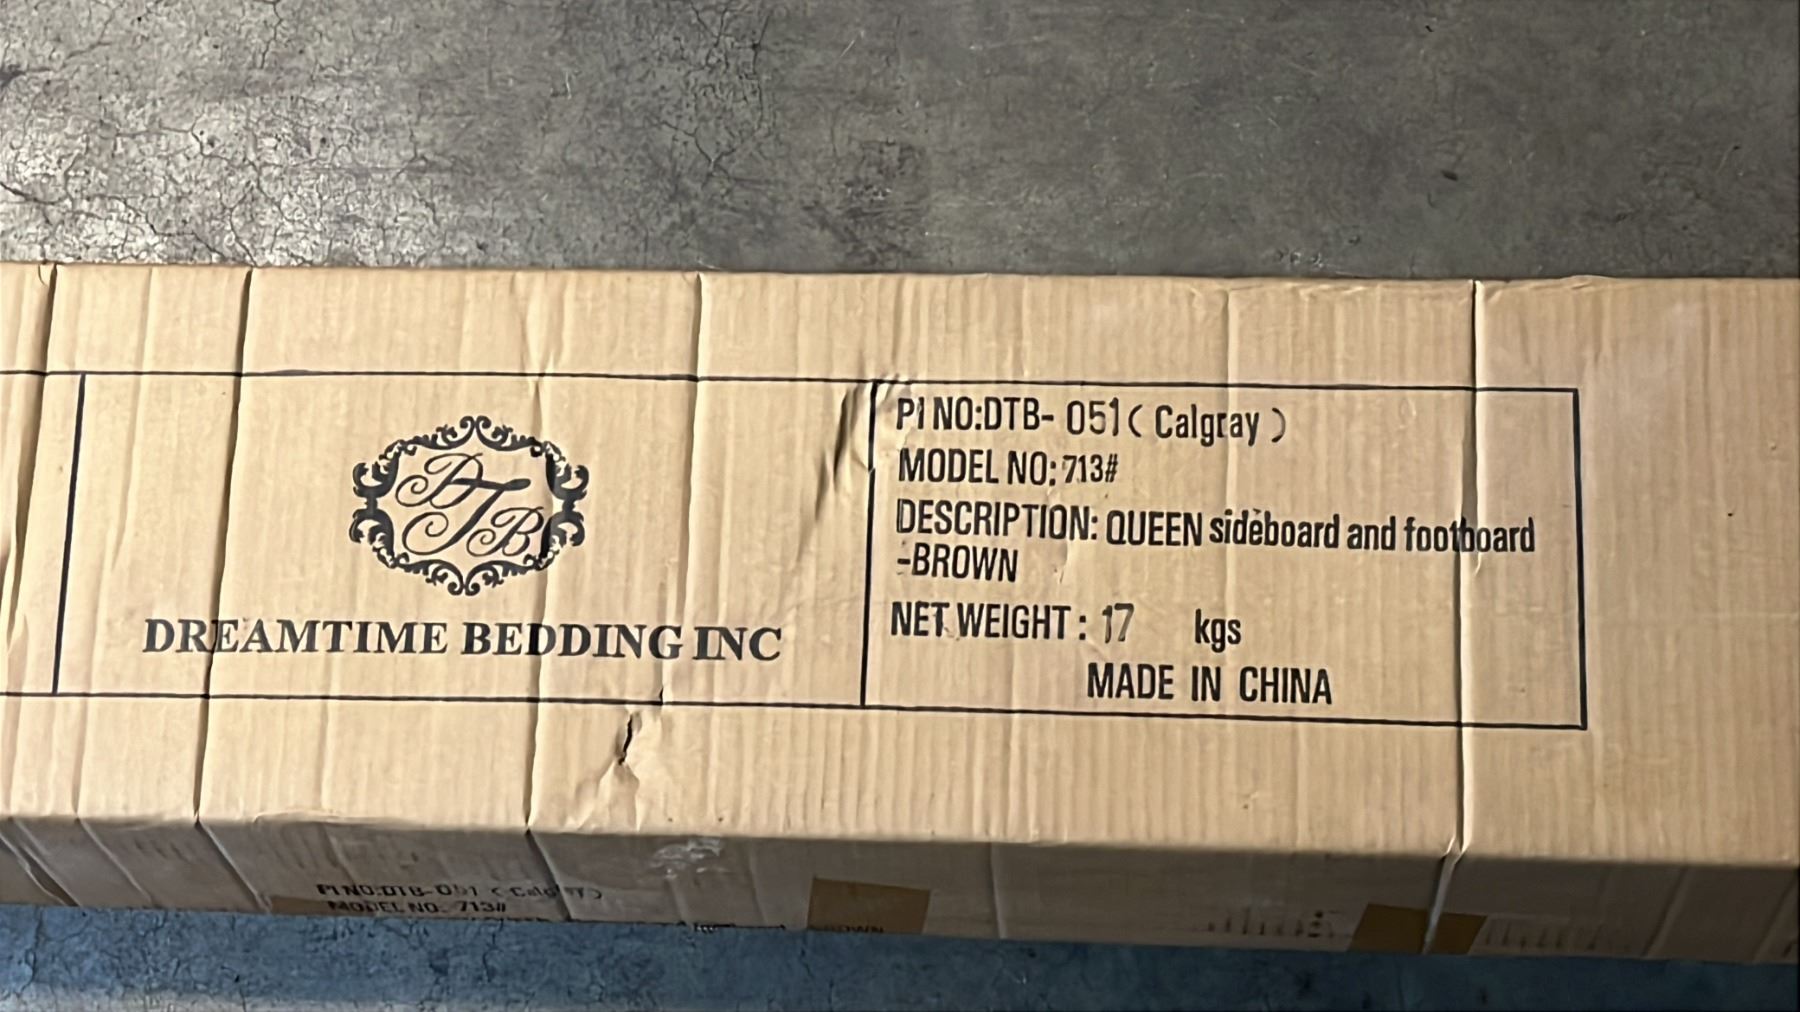 DTB
DREAMTIME BEDDING INC
PI NO:DTB- 051 ( Calgray )
MODEL NO: 713#
DESCRIPTION: QUEEN sideboard and footboard
-BROWN
NET WEIGHT : 17 kgs
MADE IN CHINA
PI NO:DTB-051 ( Calgray )
MODEL NO: 713#